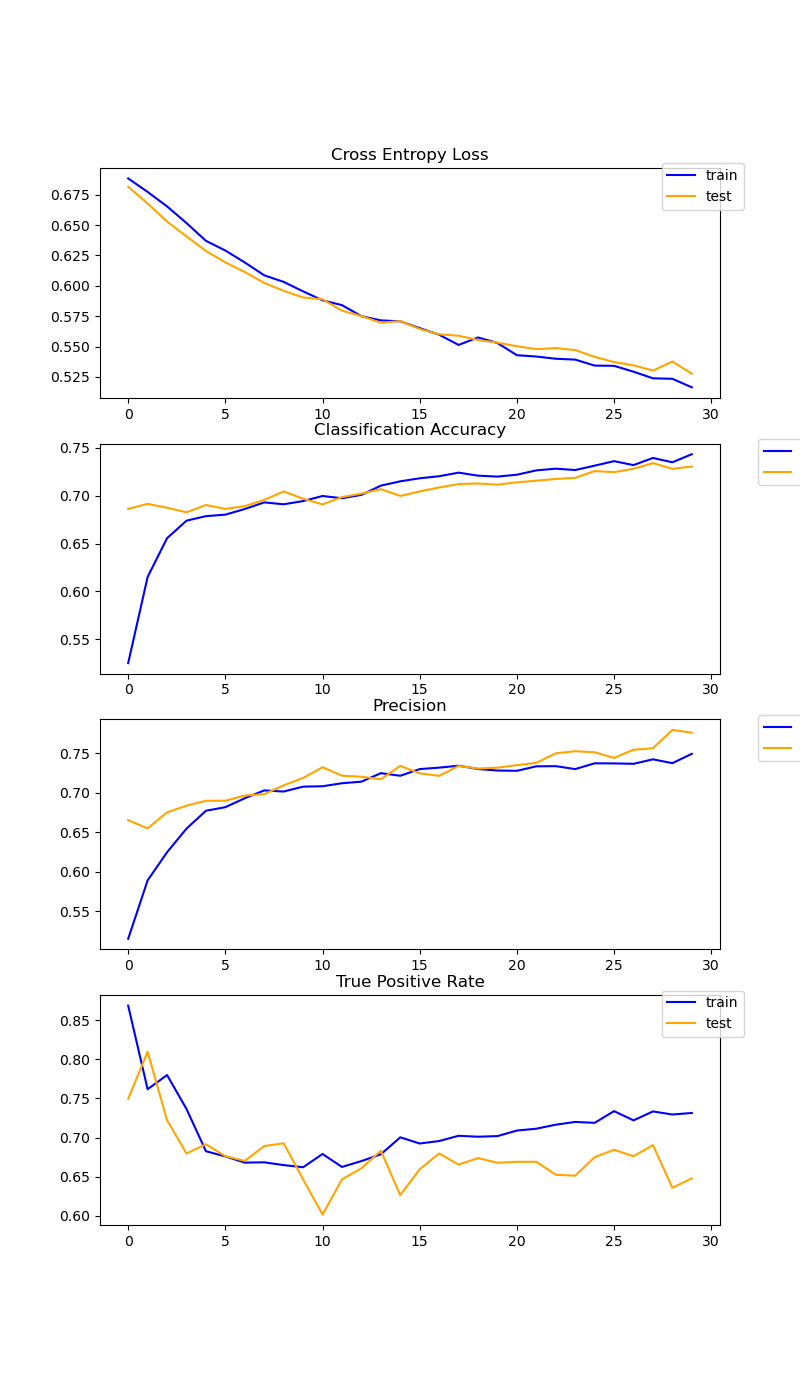 Cross Entropy Loss
train
test
0.675
0.650
0.625
0.600
0.575
0.550
0.525
0 5 10 15 20 25 30
Classification Accuracy
0.75
0.70
0.65
0.60
0.55
0 5 10 15 20 25 30
Precision
0.75
0.70
0.65
0.60
0.55
0 5 10 15 20 25 30
True Positive Rate
train
test
0.85
0.80
0.75
0.70
0.65
0.60
0 5 10 15 20 25 30